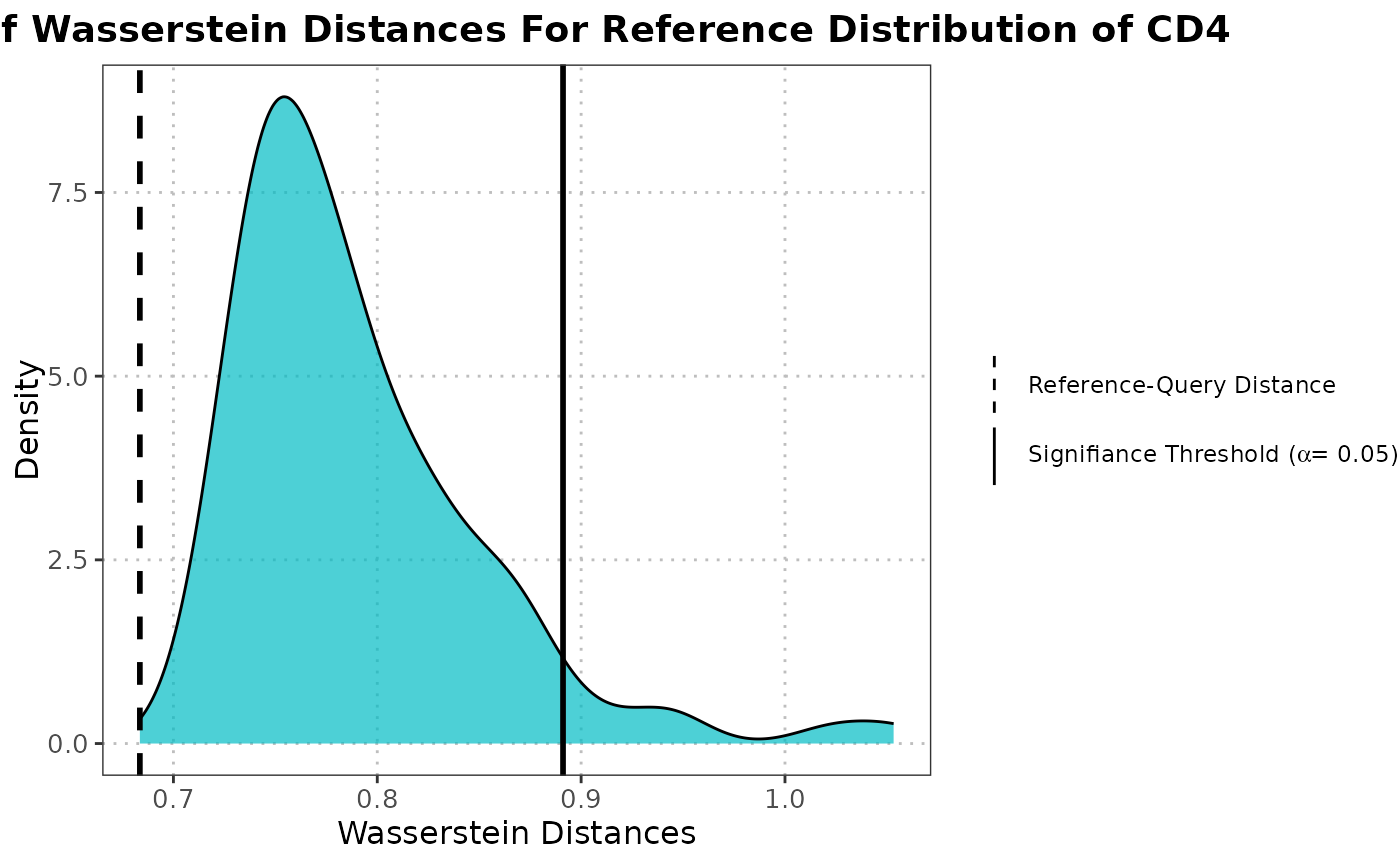 f Wasserstein Distances For Reference Distribution of CD4
Density
7.5
5.0
2.5
0.0
0.7 0.8 0.9 1.0
Wasserstein Distances
Reference-Query Distance
Signifiance Threshold (α= 0.05)